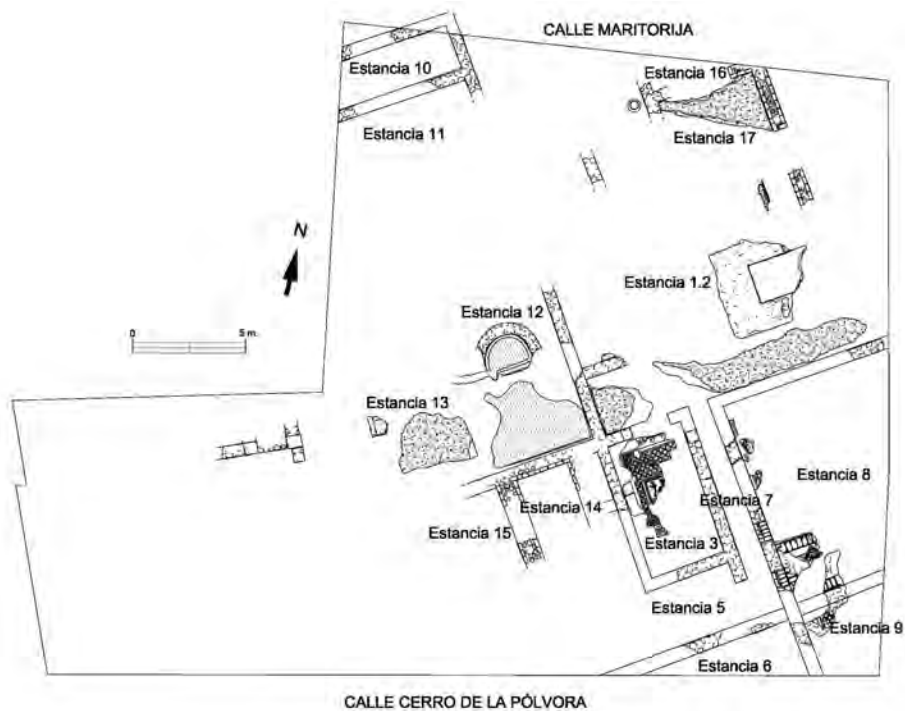 CALLE MARITORIJA
Estancia 10
Estancia 16
Estancia 11
Estancia 17
N
Estancia 1.2
0 5 m.
Estancia 12
Estancia 13
Estancia 8
Estancia 7
Estancia 14
Estancia 15
Estancia 3
Estancia 5
Estancia 9
Estancia 6
CALLE CERRO DE LA PÓLVORA